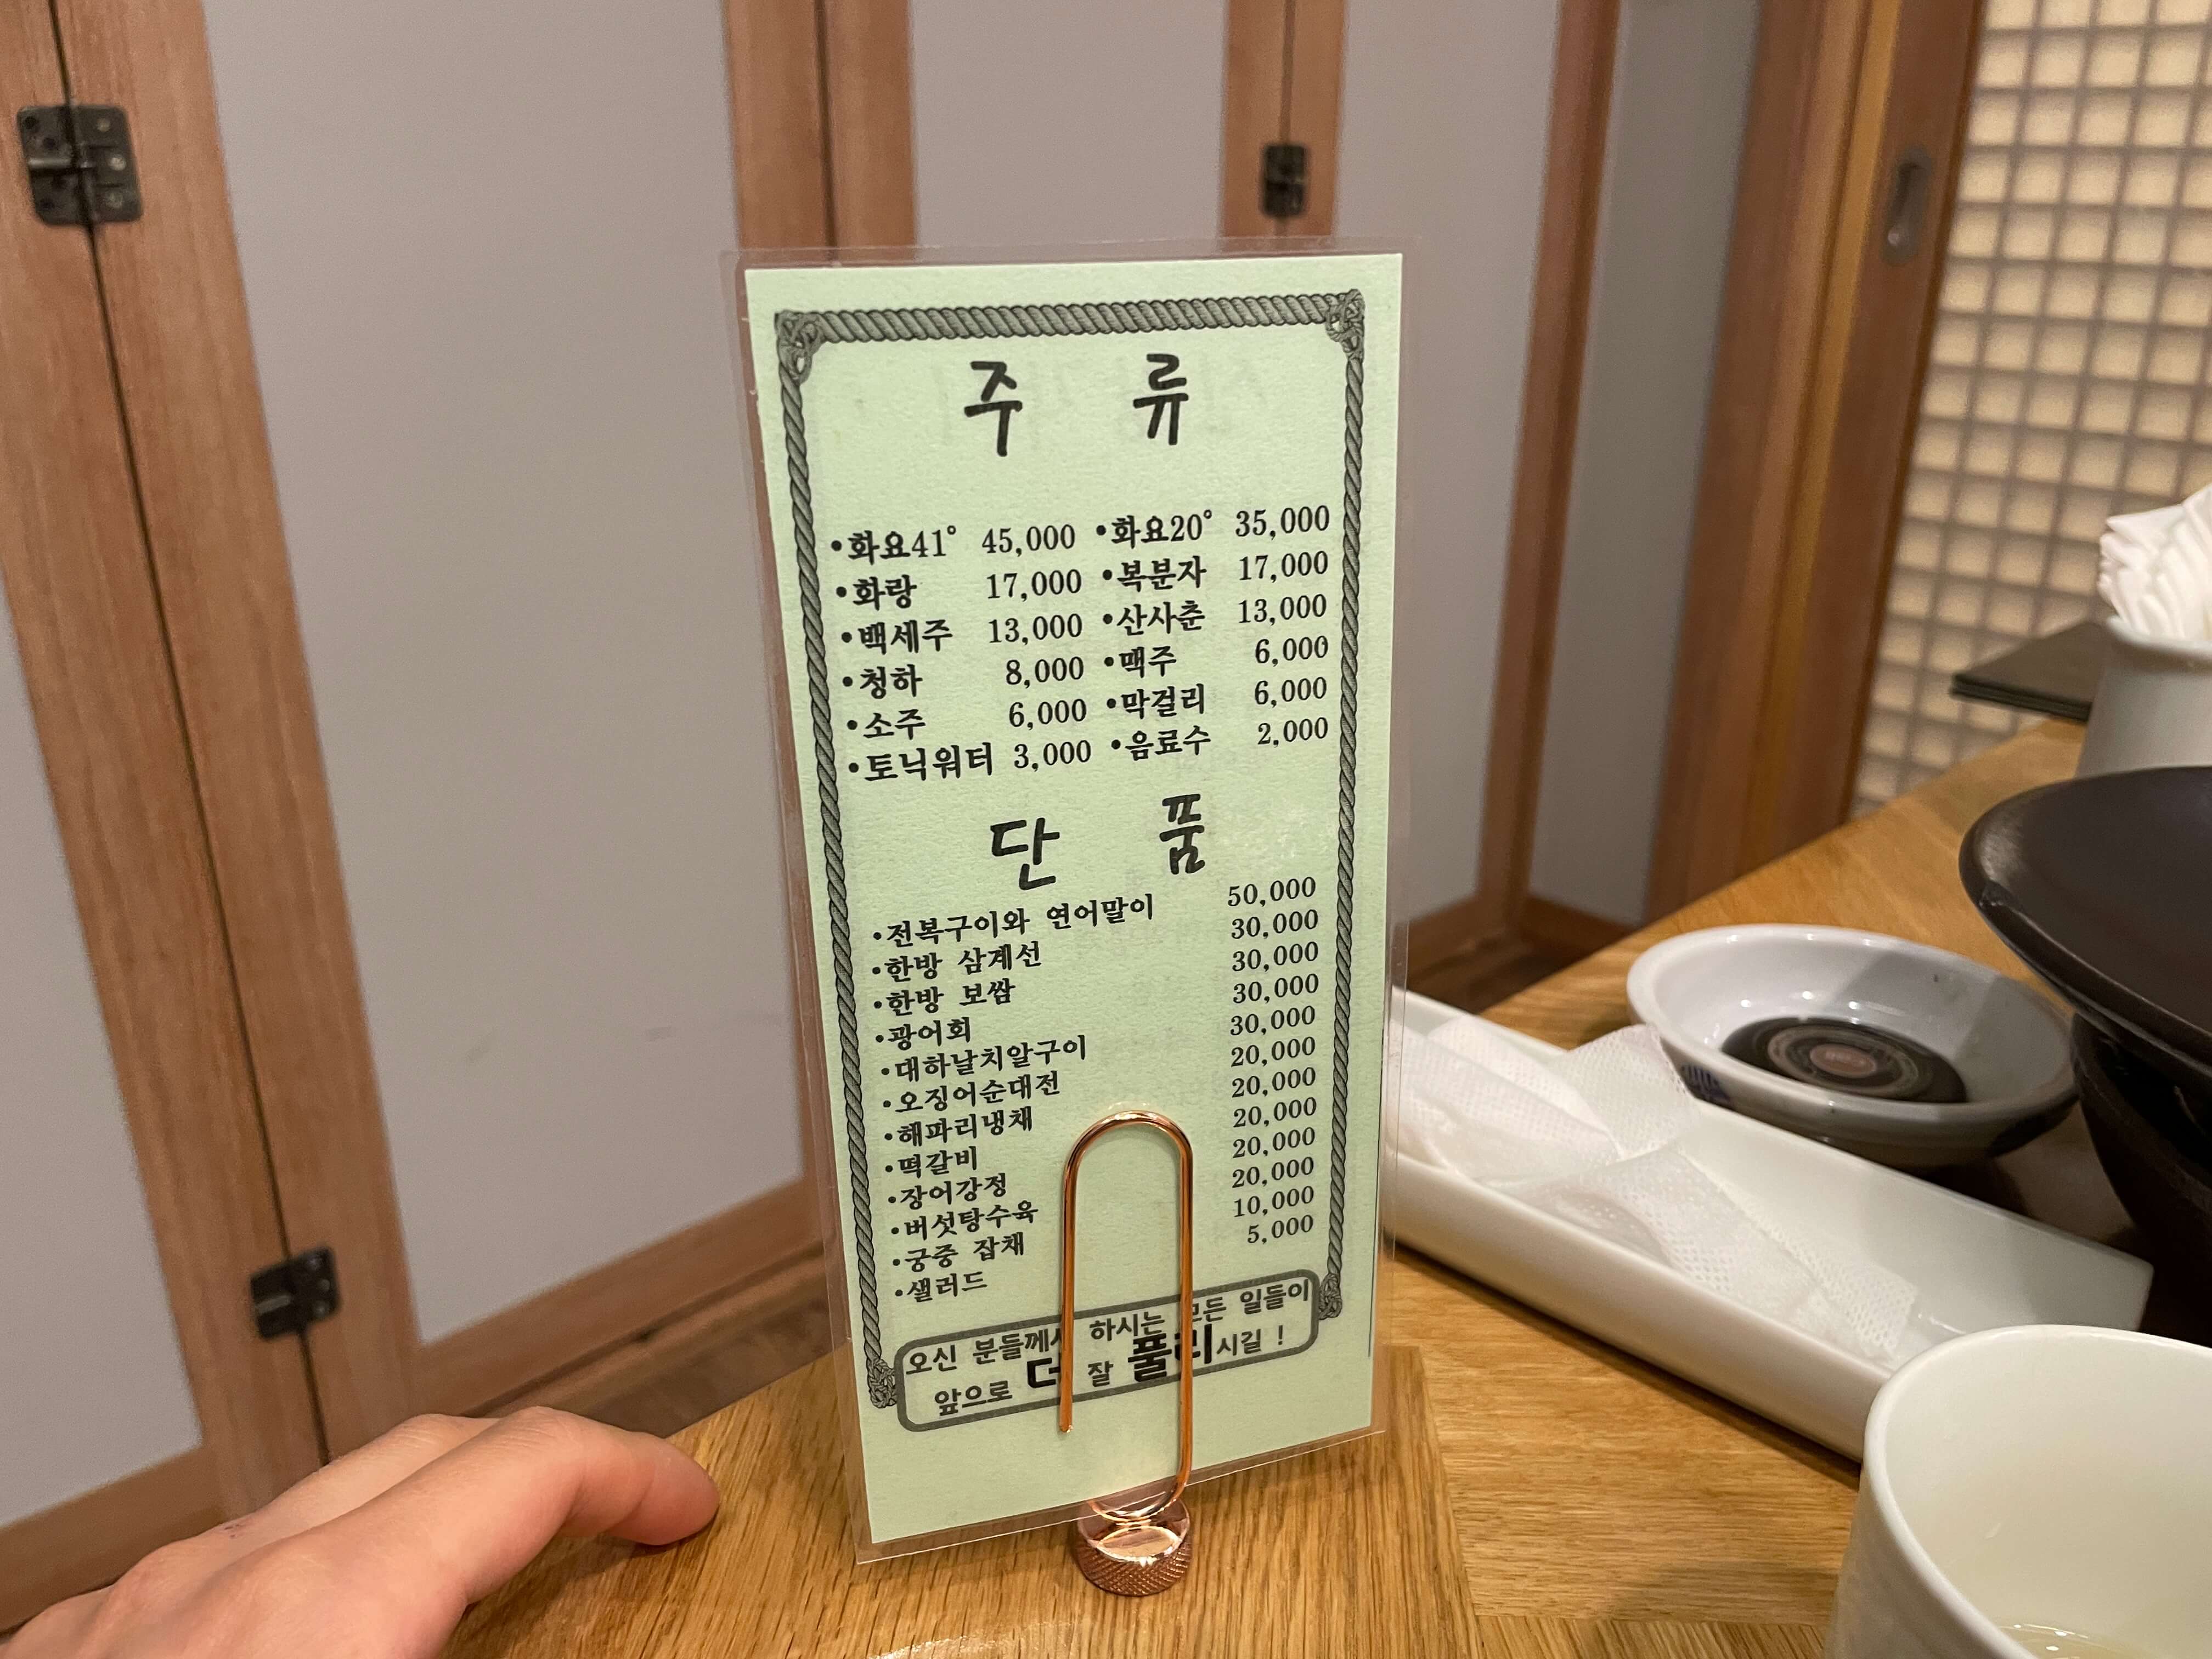 주 류
•화요41° 45,000 •화요20° 35,000
•화랑 17,000 •복분자 17,000
•백세주 13,000 •산사춘 13,000
•청하 8,000 •맥주 6,000
•소주 6,000 •막걸리 6,000
•토닉워터 3,000 •음료수 2,000
단 품
•전복구이와 연어말이 50,000
•한방 삼계선 30,000
•한방 보쌈 30,000
•광어회 30,000
•대하날치알구이 30,000
•오징어순대전 20,000
•해파리냉채 20,000
•떡갈비 20,000
•장어강정 20,000
•버섯탕수육 20,000
•궁중 잡채 10,000
•샐러드 5,000
오신 분들께서 하시는 모든 일들이
앞으로 더 잘 풀리시길 !